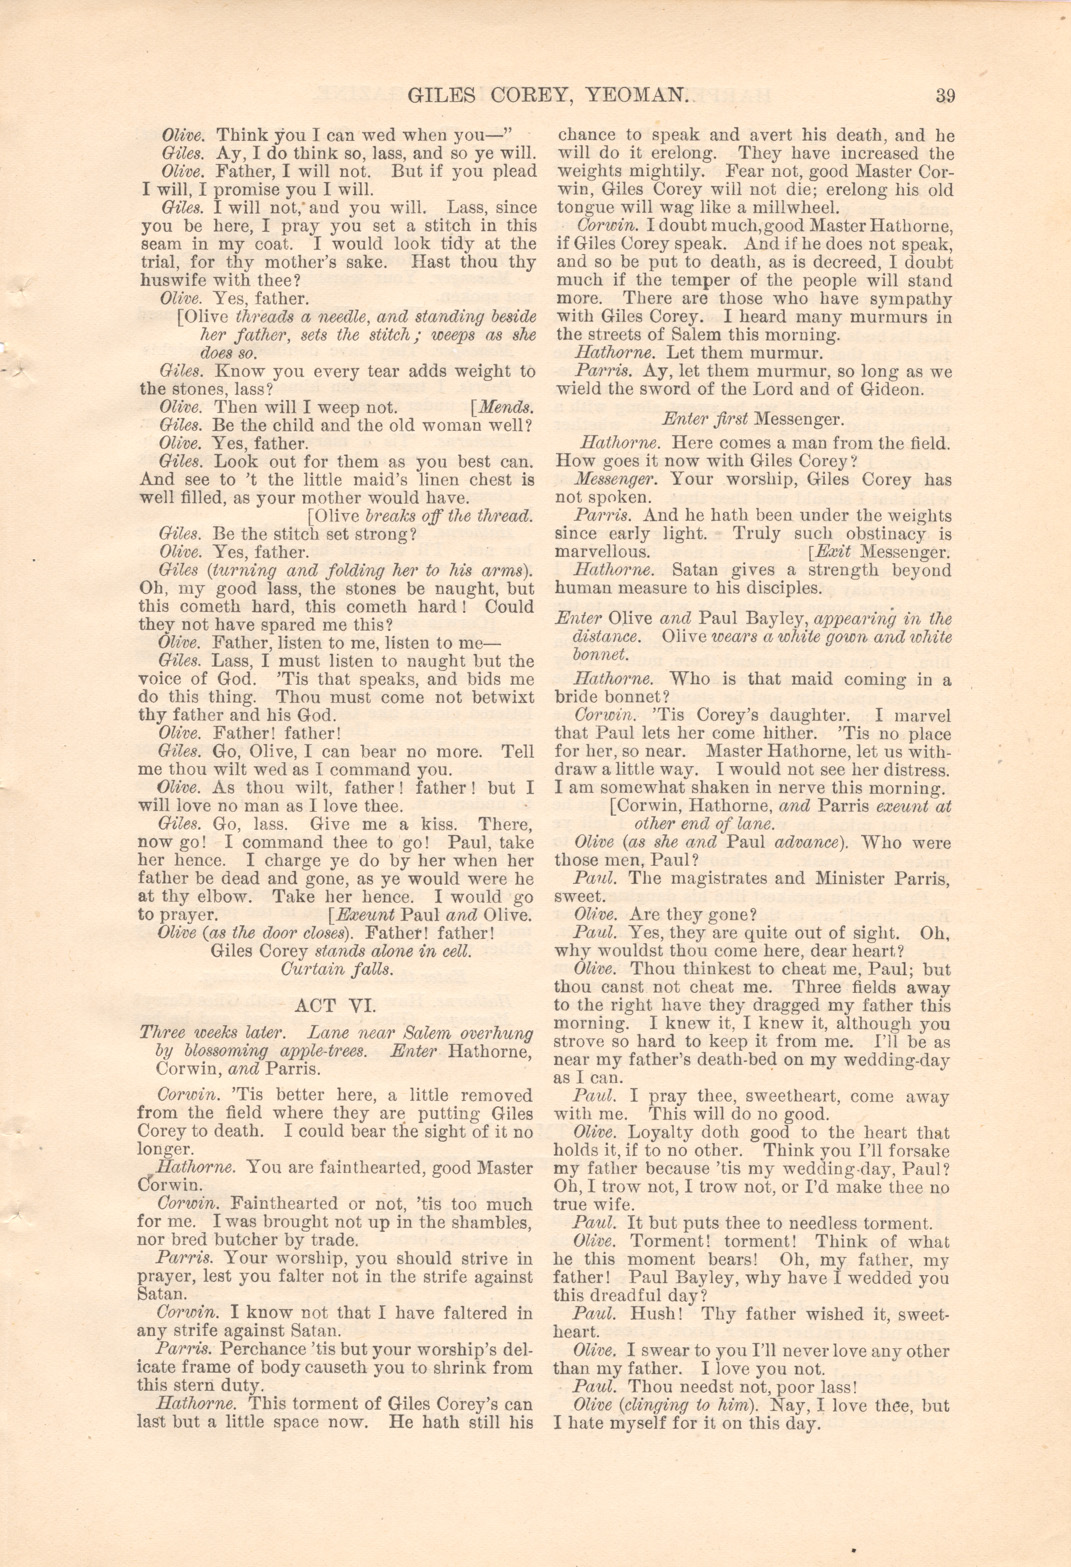 GILES COREY, YEOMAN. 39
Olive. Think you I can wed when you—”
Giles. Ay, I do think so, lass, and so ye will.
Olive. Father, I will not. But if you plead
I will, I promise you I will.
Giles. I will not, and you will. Lass, since
you be here, I pray you set a stitch in this
seam in my coat. I would look tidy at the
trial, for thy mother's sake. Hast thou thy
huswife with thee?
Olive. Yes, father.
[Olive threads a needle, and standing beside
her father, sets the stitch; weeps as she
does so.
Giles. Know you every tear adds weight to
the stones, lass?
Olive. Then will I weep not. [Mends.
Giles. Be the child and the old woman well?
Olive. Yes, father.
Giles. Look out for them as you best can.
And see to 't the little maid's linen chest is
well filled, as your mother would have.
[Olive breaks off the thread.
Giles. Be the stitch set strong?
Olive. Yes, father.
Giles (turning and folding her to his arms).
Oh, my good lass, the stones be naught, but
this cometh hard, this cometh hard! Could
they not have spared me this?
Olive. Father, listen to me, listen to me—
Giles. Lass, I must listen to naught but the
voice of God. 'Tis that speaks, and bids me
do this thing. Thou must come not betwixt
thy father and his God.
Olive. Father! father!
Giles. Go, Olive, I can bear no more. Tell
me thou wilt wed as I command you.
Olive. As thou wilt, father! father! but I
will love no man as I love thee.
Giles. Go, lass. Give me a kiss. There,
now go! I command thee to go! Paul, take
her hence. I charge ye do by her when her
father be dead and gone, as ye would were he
at thy elbow. Take her hence. I would go
to prayer. [Exeunt Paul and Olive.
Olive (as the door closes). Father! father!
Giles Corey stands alone in cell.
Curtain falls.
ACT VI.
Three weeks later. Lane near Salem overhung
by blossoming apple-trees. Enter Hathorne,
Corwin, and Parris.
Corwin. 'Tis better here, a little removed
from the field where they are putting Giles
Corey to death. I could bear the sight of it no
longer.
Hathorne. You are fainthearted, good Master
Corwin.
Corwin. Fainthearted or not, 'tis too much
for me. I was brought not up in the shambles,
nor bred butcher by trade.
Parris. Your worship, you should strive in
prayer, lest you falter not in the strife against
Satan.
Corwin. I know not that I have faltered in
any strife against Satan.
Parris. Perchance 'tis but your worship's del-
icate frame of body causeth you to shrink from
this stern duty.
Hathorne. This torment of Giles Corey's can
last but a little space now. He hath still his
chance to speak and avert his death, and he
will do it erelong. They have increased the
weights mightily. Fear not, good Master Cor-
win, Giles Corey will not die; erelong his old
tongue will wag like a millwheel.
Corwin. I doubt much, good Master Hathorne,
if Giles Corey speak. And if he does not speak,
and so be put to death, as is decreed, I doubt
much if the temper of the people will stand
more. There are those who have sympathy
with Giles Corey. I heard many murmurs in
the streets of Salem this morning.
Hathorne. Let them murmur.
Parris. Ay, let them murmur, so long as we
wield the sword of the Lord and of Gideon.
Enter first Messenger.
Hathorne. Here comes a man from the field.
How goes it now with Giles Corey?
Messenger. Your worship, Giles Corey has
not spoken.
Parris. And he hath been under the weights
since early light. Truly such obstinacy is
marvellous. [Exit Messenger.
Hathorne. Satan gives a strength beyond
human measure to his disciples.
Enter Olive and Paul Bayley, appearing in the
distance. Olive wears a white gown and white
bonnet.
Hathorne. Who is that maid coming in a
bride bonnet?
Corwin. 'Tis Corey's daughter. I marvel
that Paul lets her come hither. 'Tis no place
for her, so near. Master Hathorne, let us with-
draw a little way. I would not see her distress.
I am somewhat shaken in nerve this morning.
[Corwin, Hathorne, and Parris exeunt at
other end of lane.
Olive (as she and Paul advance). Who were
those men, Paul?
Paul. The magistrates and Minister Parris,
sweet.
Olive. Are they gone?
Paul. Yes, they are quite out of sight. Oh,
why wouldst thou come here, dear heart?
Olive. Thou thinkest to cheat me, Paul; but
thou canst not cheat me. Three fields away
to the right have they dragged my father this
morning. I knew it, I knew it, although you
strove so hard to keep it from me. I'll be as
near my father's death-bed on my wedding-day
as I can.
Paul. I pray thee, sweetheart, come away
with me. This will do no good.
Olive. Loyalty doth good to the heart that
holds it, if to no other. Think you I'll forsake
my father because 'tis my wedding-day, Paul?
Oh, I trow not, I trow not, or I'd make thee no
true wife.
Paul. It but puts thee to needless torment.
Olive. Torment! torment! Think of what
he this moment bears! Oh, my father, my
father! Paul Bayley, why have I wedded you
this dreadful day?
Paul. Hush! Thy father wished it, sweet-
heart.
Olive. I swear to you I'll never love any other
than my father. I love you not.
Paul. Thou needst not, poor lass!
Olive (clinging to him). Nay, I love thee, but
I hate myself for it on this day.